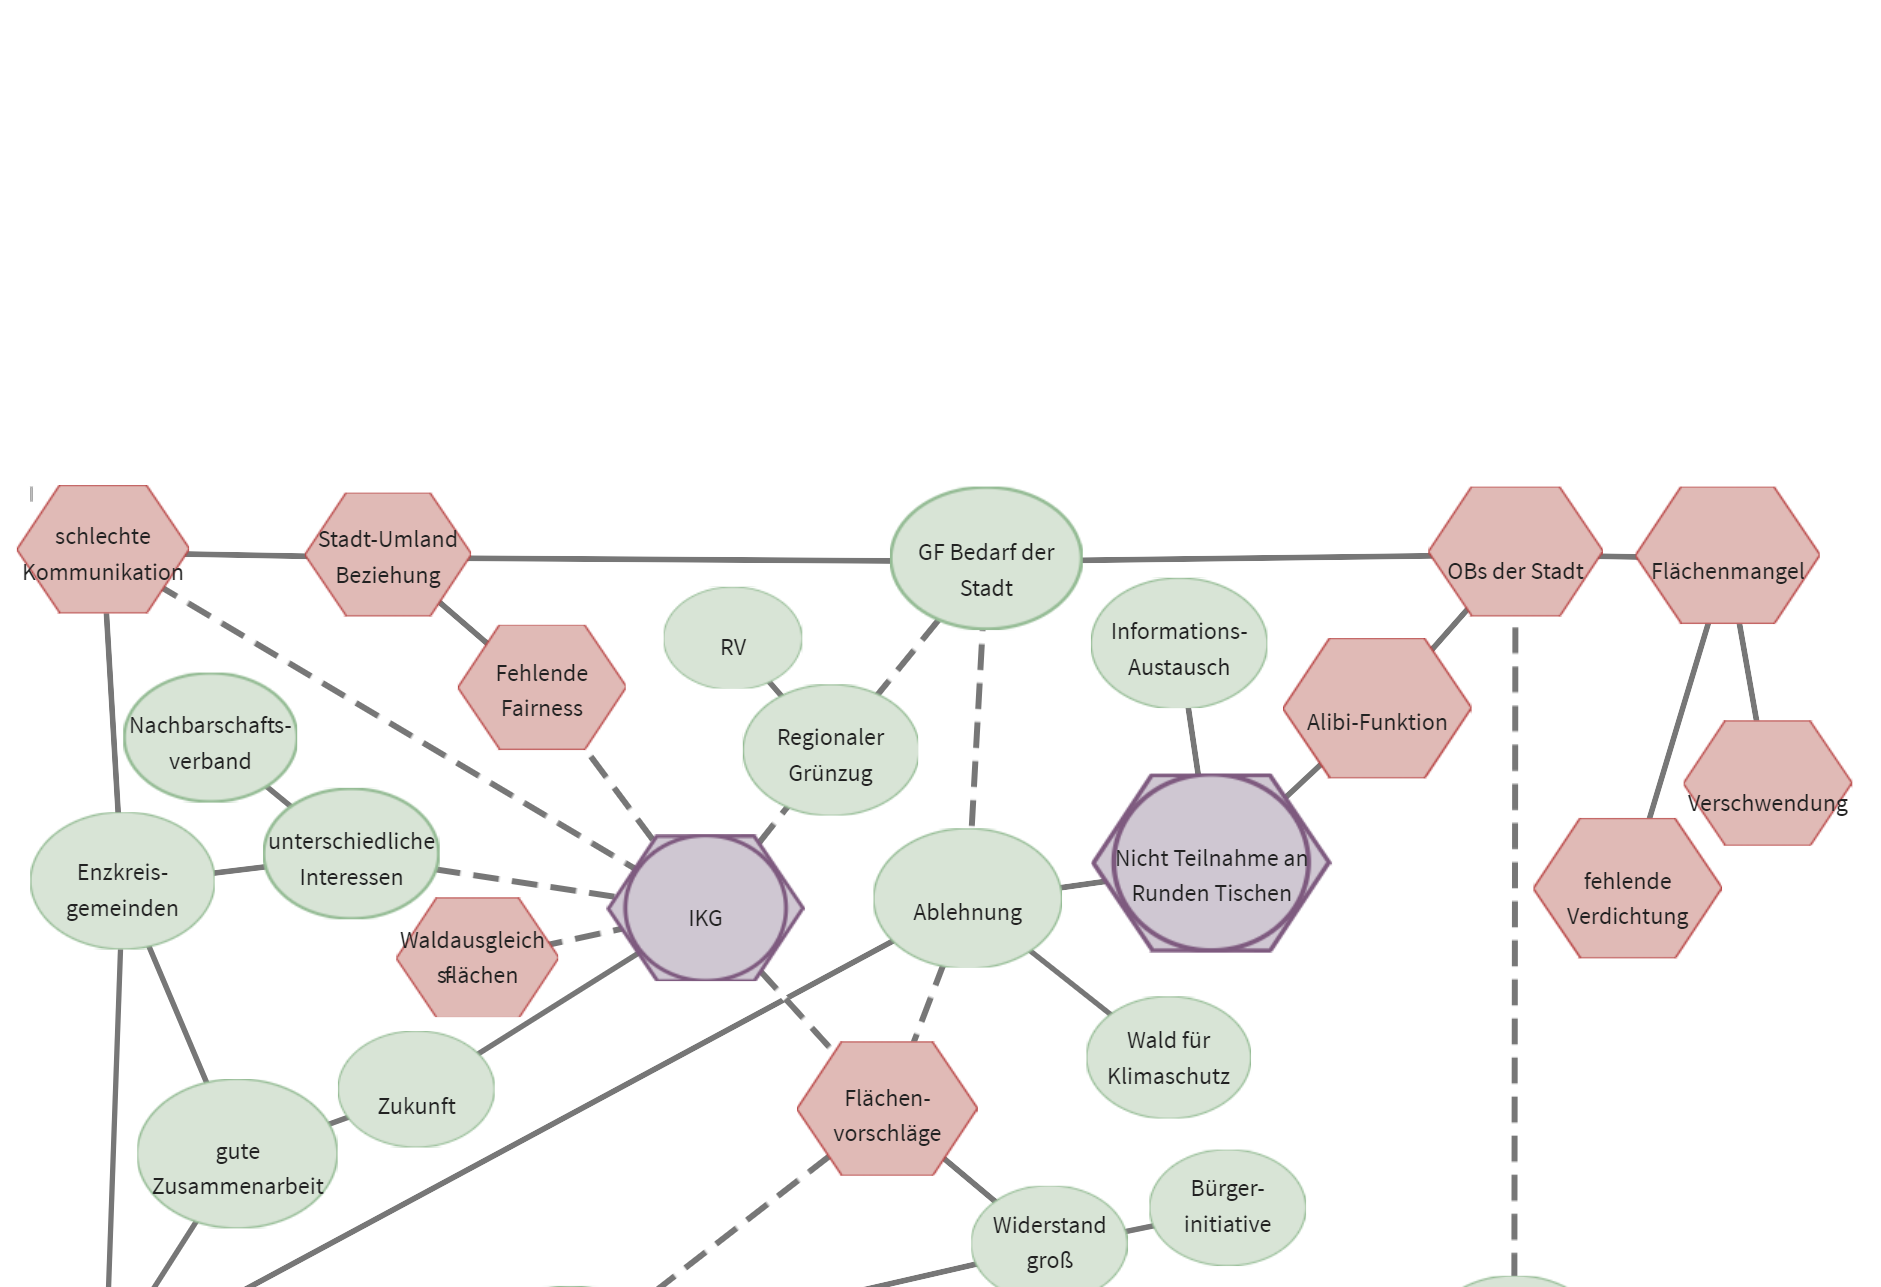 schlechte
Kommunikation
Stadt-Umland
Beziehung
GF Bedarf der
Stadt
OBs der Stadt
Flächenmangel
Informations-
Austausch
RV
Fehlende
Fairness
Regionaler
Grünzug
Alibi-Funktion
Nachbarschafts-
verband
Verschwendung
unterschiedliche
Interessen
Enzkreis-
gemeinden
IKG
Ablehnung
Nicht Teilnahme an
Runden Tischen
fehlende
Verdichtung
Waldausgleich
sflächen
Zukunft
Wald für
Klimaschutz
Flächen-
vorschläge
gute
Zusammenarbeit
Widerstand
groß
Bürger-
initiative